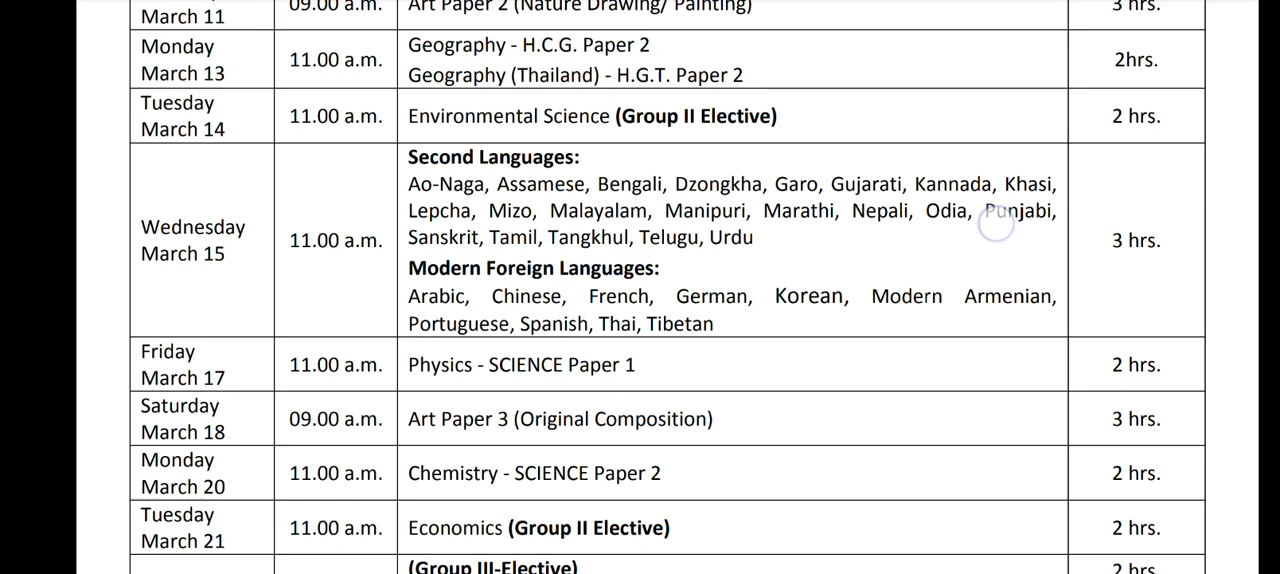 March 11
09.00 a.m.
Art Paper 2 (Nature Drawing/ Painting)
3 hrs.
Monday
March 13
11.00 a.m.
Geography - H.C.G. Paper 2
Geography (Thailand) - H.G.T. Paper 2
2hrs.
Tuesday
March 14
11.00 a.m.
Environmental Science (Group II Elective)
2 hrs.
Wednesday
March 15
11.00 a.m.
Second Languages:
Ao-Naga, Assamese, Bengali, Dzongkha, Garo, Gujarati, Kannada, Khasi,
Lepcha, Mizo, Malayalam, Manipuri, Marathi, Nepali, Odia, Punjabi,
Sanskrit, Tamil, Tangkhul, Telugu, Urdu
Modern Foreign Languages:
Arabic, Chinese, French, German, Korean, Modern Armenian,
Portuguese, Spanish, Thai, Tibetan
3 hrs.
Friday
March 17
11.00 a.m.
Physics - SCIENCE Paper 1
2 hrs.
Saturday
March 18
09.00 a.m.
Art Paper 3 (Original Composition)
3 hrs.
Monday
March 20
11.00 a.m.
Chemistry - SCIENCE Paper 2
2 hrs.
Tuesday
March 21
11.00 a.m.
Economics (Group II Elective)
2 hrs.
(Group III-Elective)
2 hrs.